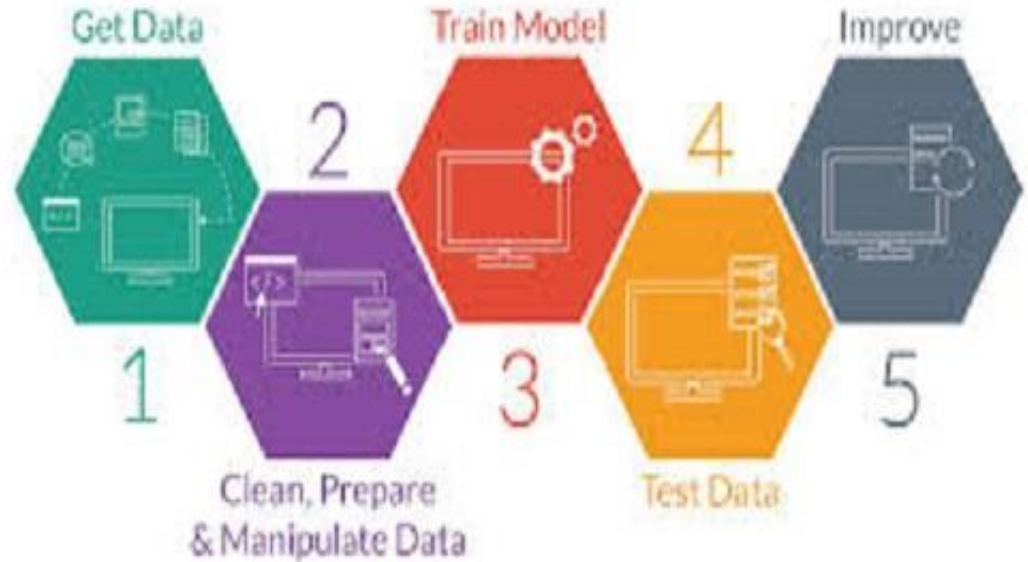 Get Data
1
2
Clean, Prepare
& Manipulate Data
Train Model
3
4
Test Data
Improve
5